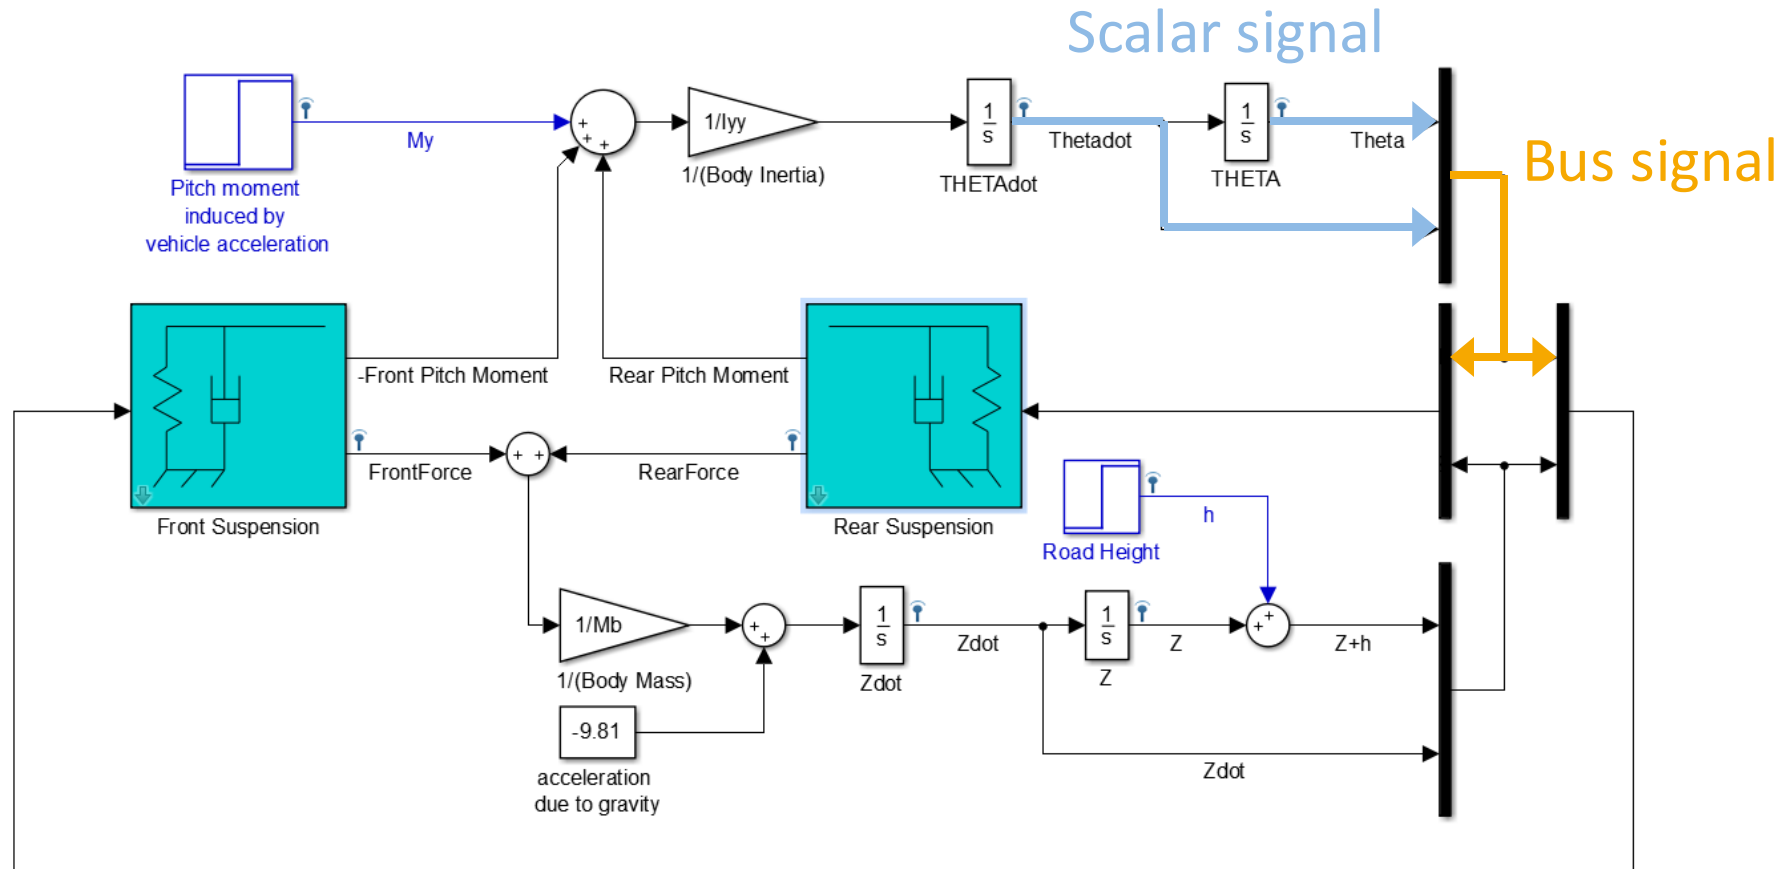 Scalar signal
Bus signal
My
+
+
+
1/Iyy
1/(Body Inertia)
1
s
THETAdot
Thetadot
1
s
THETA
Theta
Pitch moment
induced by
vehicle acceleration
-Front Pitch Moment
Rear Pitch Moment
FrontForce
+ +
RearForce
Front Suspension
Rear Suspension
h
Road Height
1/Mb
1/(Body Mass)
+
+
1
s
Zdot
Zdot
1
s
Z
Z
+
+
Z+h
-9.81
acceleration
due to gravity
Zdot